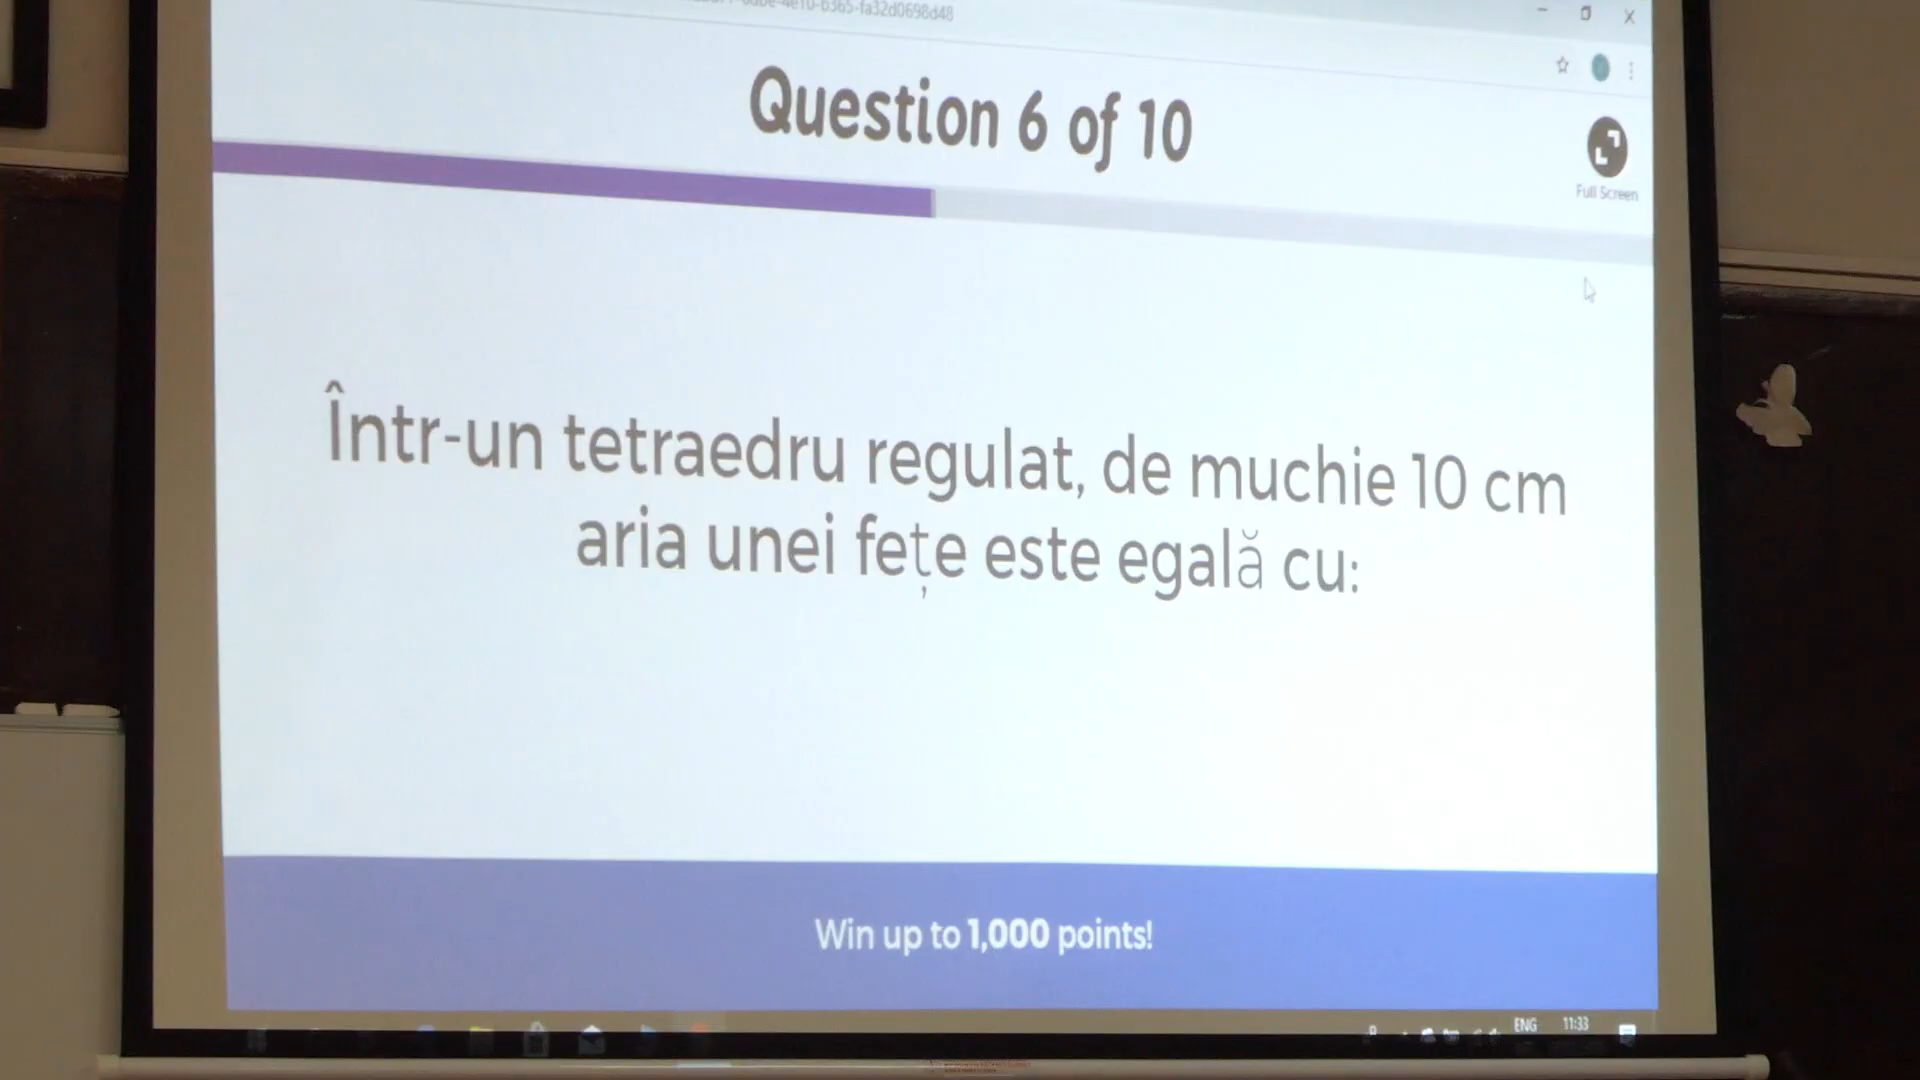 Question 6 of 10
Full Screen
Într-un tetraedru regulat, de muchie 10 cm
aria unei fețe este egală cu:
Win up to 1,000 points!
ENG 11:33